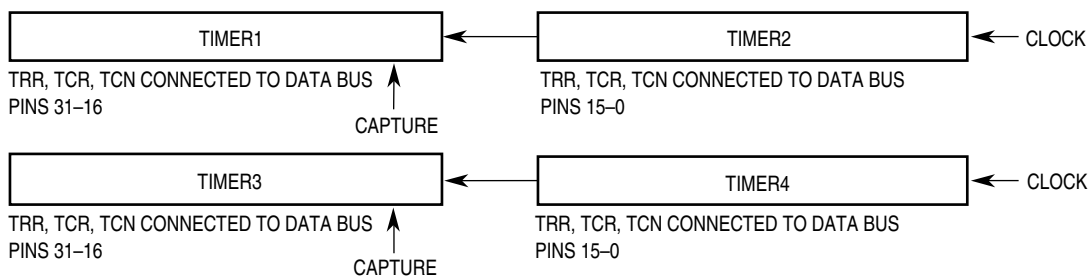 TIMER1
TIMER2
CLOCK
TRR, TCR, TCN CONNECTED TO DATA BUS
PINS 31–16
CAPTURE
TRR, TCR, TCN CONNECTED TO DATA BUS
PINS 15–0
TIMER3
TIMER4
CLOCK
TRR, TCR, TCN CONNECTED TO DATA BUS
PINS 31–16
CAPTURE
TRR, TCR, TCN CONNECTED TO DATA BUS
PINS 15–0